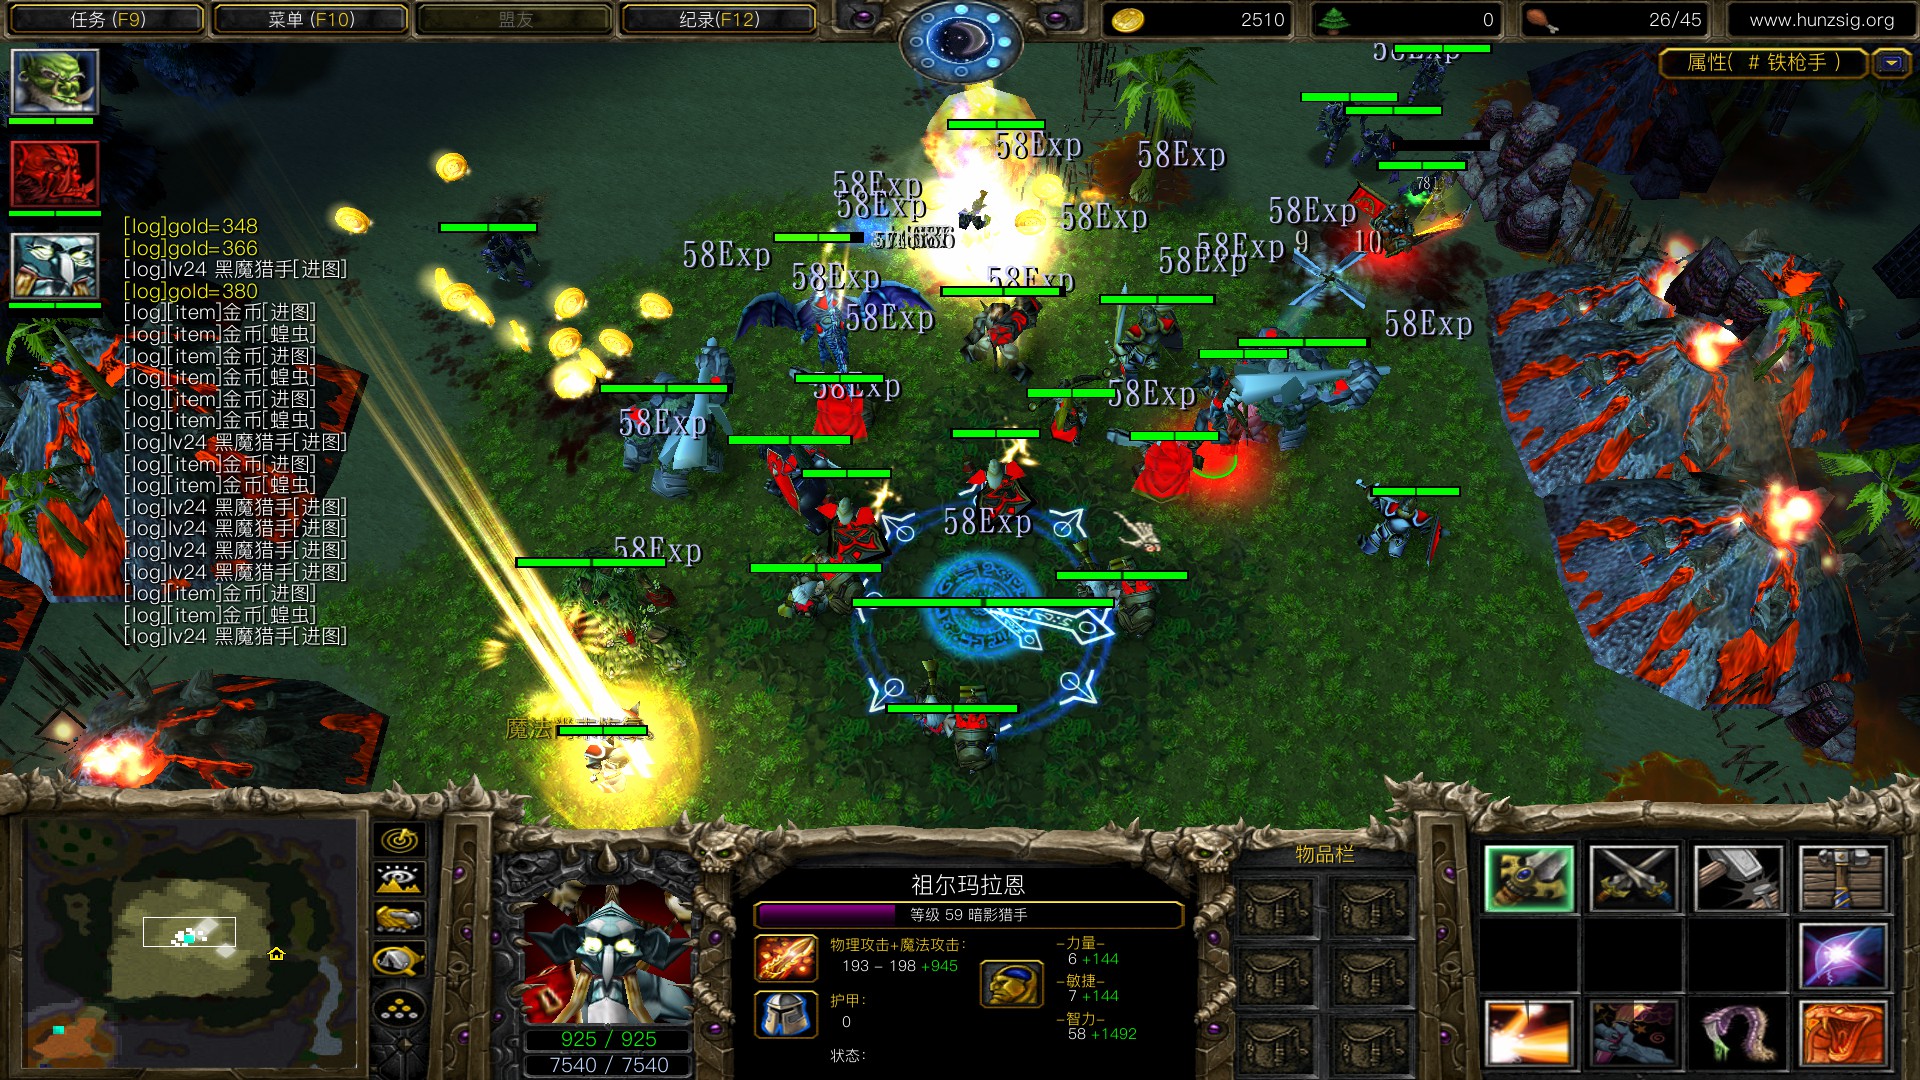 任务 (F9)
菜单 (F10)
盟友
纪录(F12)
2510
0
26/45
www.hunzsig.org
属性( # 铁枪手 )
[log]gold=348
[log]gold=366
[log]lv24 黑魔猎手[进图]
[log]gold=380
[log][item]金币[进图]
[log][item]金币[蝗虫]
[log][item]金币[进图]
[log][item]金币[蝗虫]
[log][item]金币[进图]
[log][item]金币[蝗虫]
[log]lv24 黑魔猎手[进图]
[log][item]金币[进图]
[log][item]金币[蝗虫]
[log]lv24 黑魔猎手[进图]
[log]lv24 黑魔猎手[进图]
[log]lv24 黑魔猎手[进图]
[log]lv24 黑魔猎手[进图]
[log][item]金币[进图]
[log][item]金币[蝗虫]
[log]lv24 黑魔猎手[进图]
58Exp
58Exp
58Exp
58Exp
58Exp
58Exp
781
58Exp
58Exp
9
10
58Exp
58Exp
58Exp
58Exp
58Exp
58Exp
58Exp
58Exp
58Exp
58Exp
58Exp
魔法
祖尔玛拉恩
等级 59 暗影猎手
物理攻击+魔法攻击:
193 - 198 +945
护甲:
0
状态:
-力量-
6 +144
-敏捷-
7 +144
-智力-
58 +1492
925 / 925
7540 / 7540
物品栏